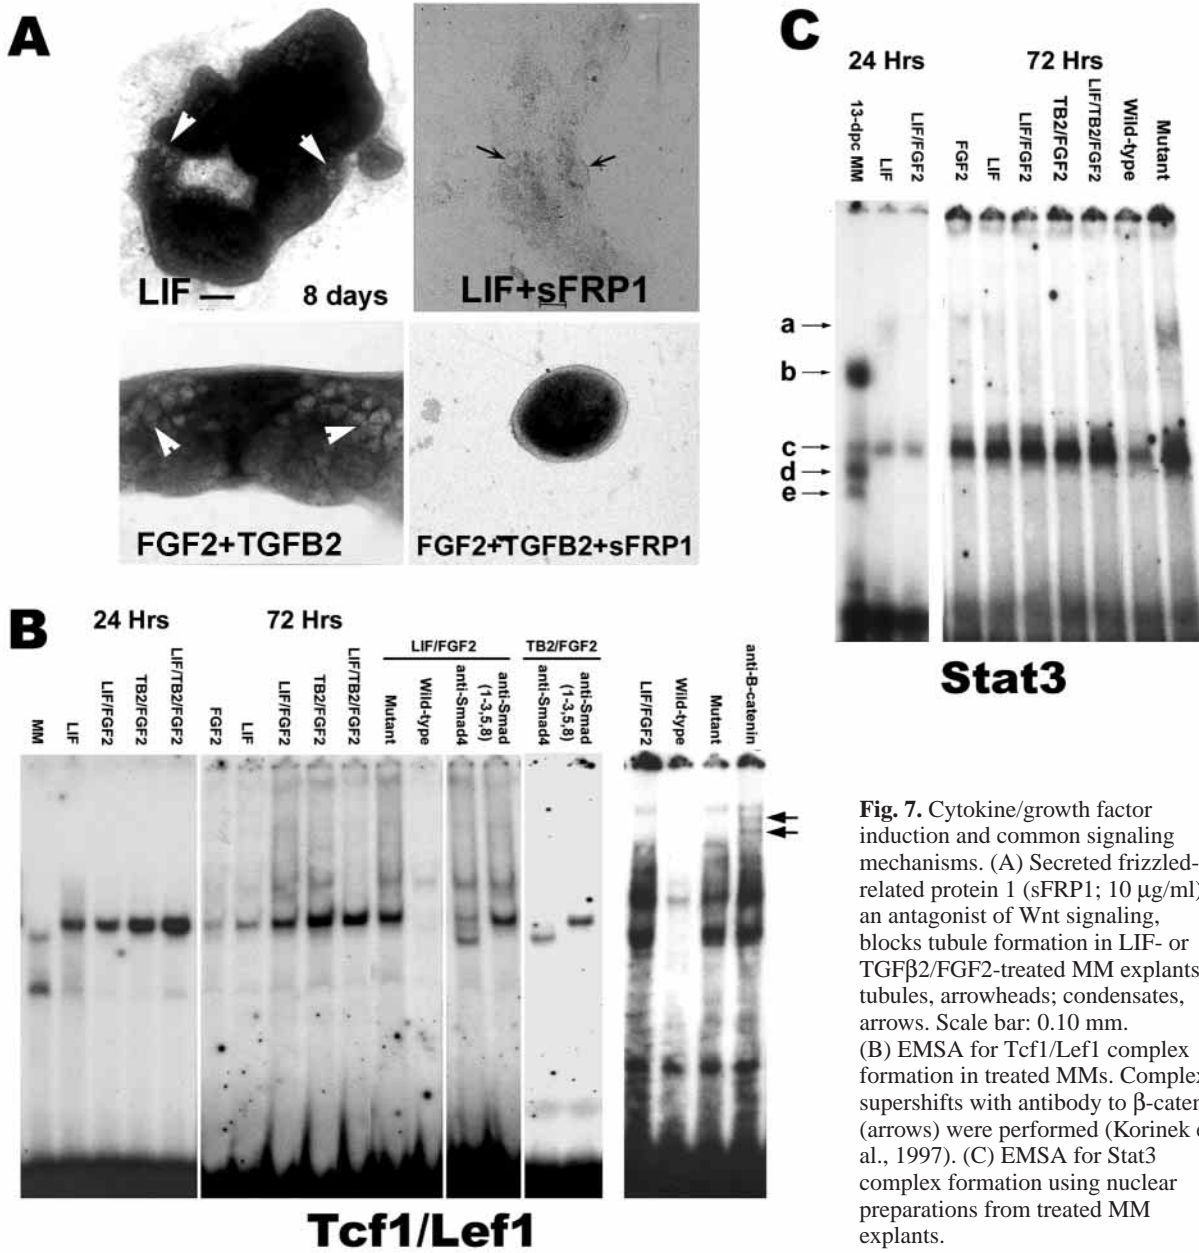 A
LIF
8 days
LIF+sFRP1
FGF2+TGFB2
FGF2+TGFB2+sFRP1
C
24 Hrs
72 Hrs
13-dpc MM
LIF
LIF/FGF2
FGF2
LIF
LIF/FGF2
TB2/FGF2
LIF/TB2/FGF2
Wild-type
Mutant
a
b
c
d
e
Stat3
B
24 Hrs
72 Hrs
LIF/FGF2
TB2/FGF2
MM
LIF
LIF/FGF2
TB2/FGF2
LIF/TB2/FGF2
FGF2
LIF
LIF/FGF2
TB2/FGF2
LIF/TB2/FGF2
Mutant
Wild-type
anti-Smad4
anti-Smad
(1-3,5,8)
anti-Smad4
anti-Smad
(1-3,5,8)
LIF/FGF2
Wild-type
Mutant
anti-B-catenin
Tcf1/Lef1
Fig. 7. Cytokine/growth factor
induction and common signaling
mechanisms. (A) Secreted frizzled-
related protein 1 (sFRP1; 10 μg/ml)
an antagonist of Wnt signaling,
blocks tubule formation in LIF- or
TGFβ2/FGF2-treated MM explants
tubules, arrowheads; condensates,
arrows. Scale bar: 0.10 mm.
(B) EMSA for Tcf1/Lef1 complex
formation in treated MMs. Complex
supershifts with antibody to β-caten
(arrows) were performed (Korinek
al., 1997). (C) EMSA for Stat3
complex formation using nuclear
preparations from treated MM
explants.